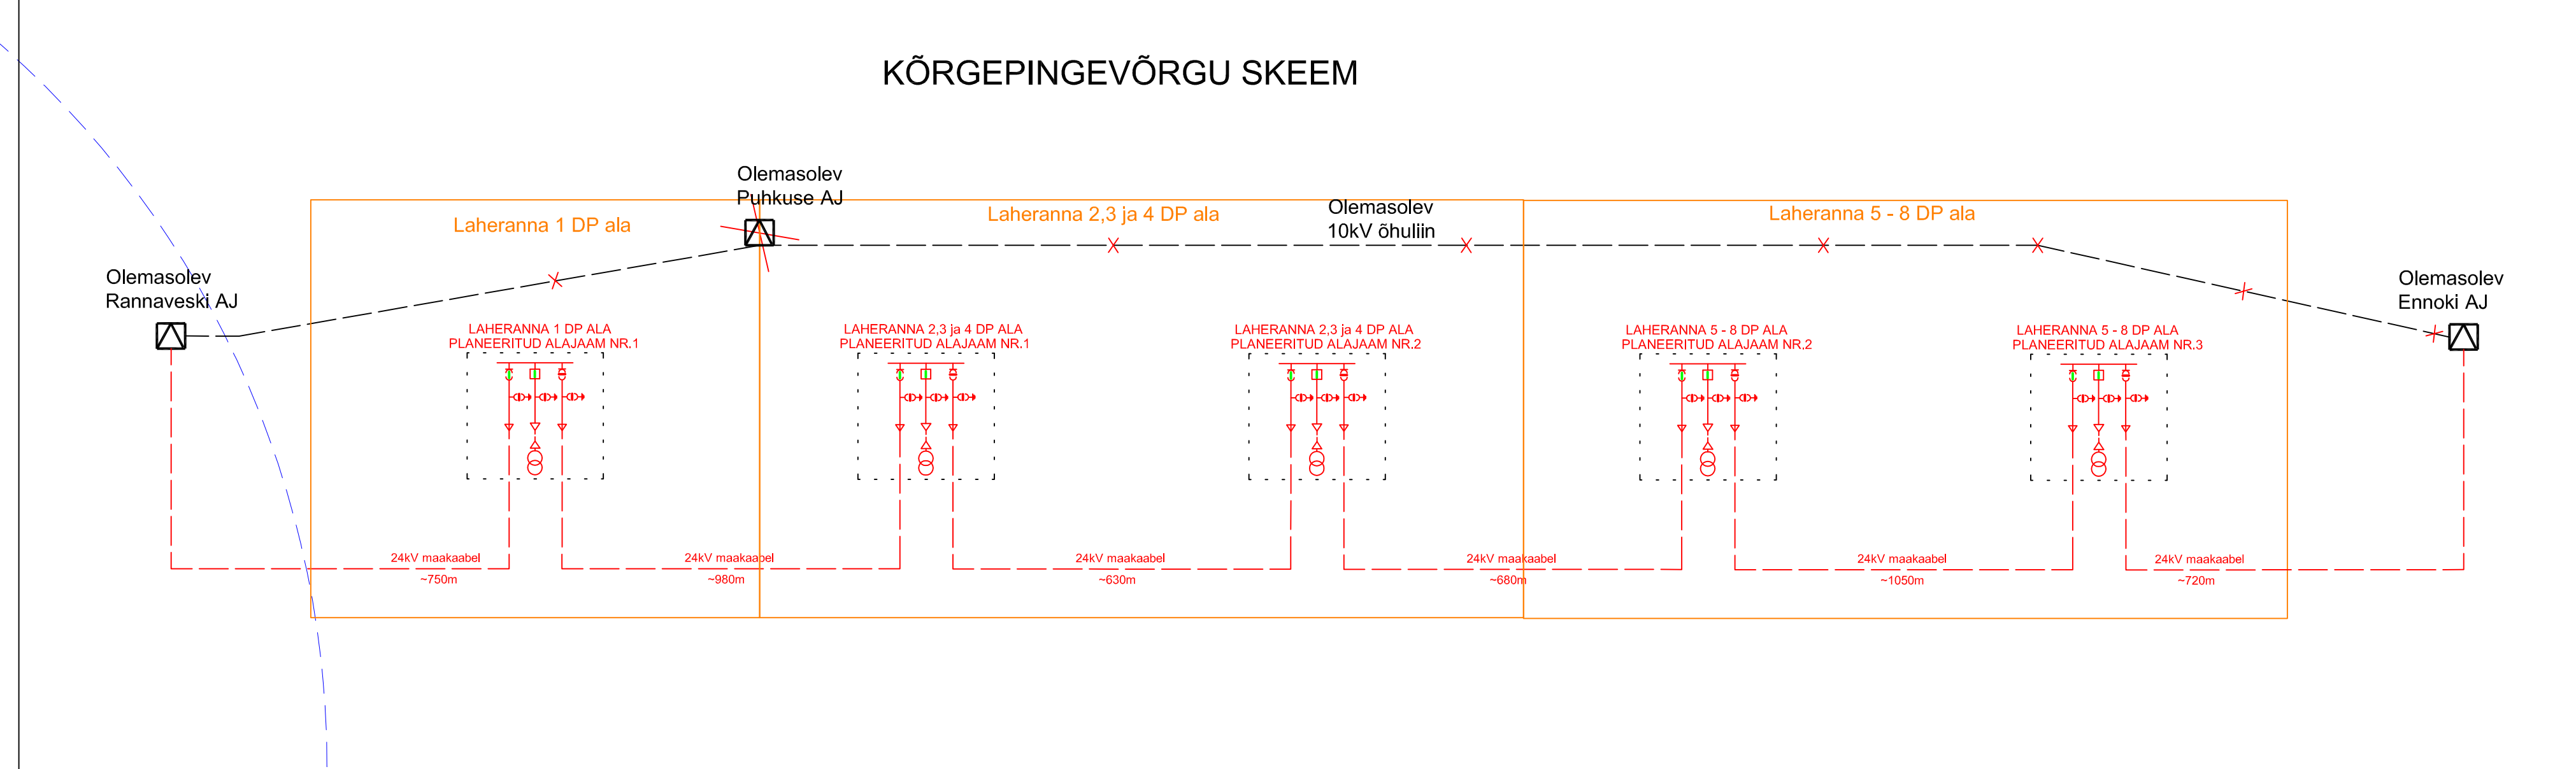 KÕRGEPINGEVÕRGU SKEEM
Olemasolev
Puhkuse AJ
Laheranna 1 DP ala
Laheranna 2,3 ja 4 DP ala
Olemasolev
10kV õhuliin
Laheranna 5 - 8 DP ala
Olemasolev
Rannaveski AJ
Olemasolev
Ennoki AJ
LAHERANNA 1 DP ALA
PLANEERITUD ALAJAAM NR.1
LAHERANNA 2,3 ja 4 DP ALA
PLANEERITUD ALAJAAM NR.1
LAHERANNA 2,3 ja 4 DP ALA
PLANEERITUD ALAJAAM NR.2
LAHERANNA 5 - 8 DP ALA
PLANEERITUD ALAJAAM NR.2
LAHERANNA 5 - 8 DP ALA
PLANEERITUD ALAJAAM NR.3
24kV maakaabel
~750m
24kV maakaabel
~980m
24kV maakaabel
~630m
24kV maakaabel
~680m
24kV maakaabel
~1050m
24kV maakaabel
~720m